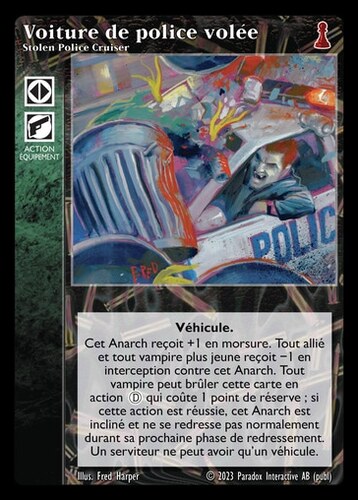 Voiture de police volée
Stolen Police Cruiser
ACTION
ÉQUIPEMENT
POLIC
FRED
Véhicule.
Cet Anarch reçoit +1 en morsure. Tout allié
et tout vampire plus jeune reçoit −1 en
interception contre cet Anarch. Tout
vampire peut brûler cette carte en
action Ⓓ qui coûte 1 point de réserve ; si
cette action est réussie, cet Anarch est
incliné et ne se redresse pas normalement
durant sa prochaine phase de redressement.
Un serviteur ne peut avoir qu’un véhicule.
Illus. Fred Harper © 2023 Paradox Interactive AB (publ)